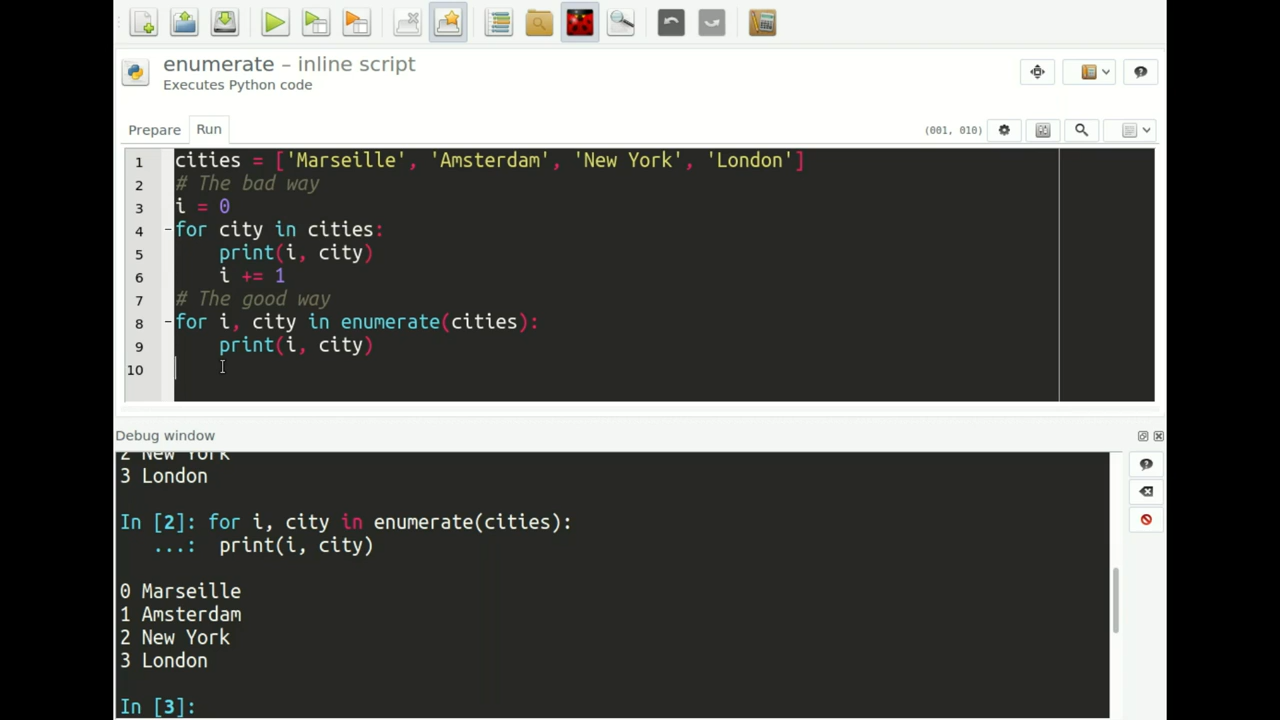 enumerate – inline script
Executes Python code
Prepare Run (001, 010)
1 cities = ['Marseille', 'Amsterdam', 'New York', 'London']
2 # The bad way
3 i = 0
4 for city in cities:
5     print(i, city)
6     i += 1
7 # The good way
8 for i, city in enumerate(cities):
9     print(i, city)
10
Debug window
2 New York
3 London
In [2]: for i, city in enumerate(cities):
   ...:  print(i, city)
0 Marseille
1 Amsterdam
2 New York
3 London
In [3]: